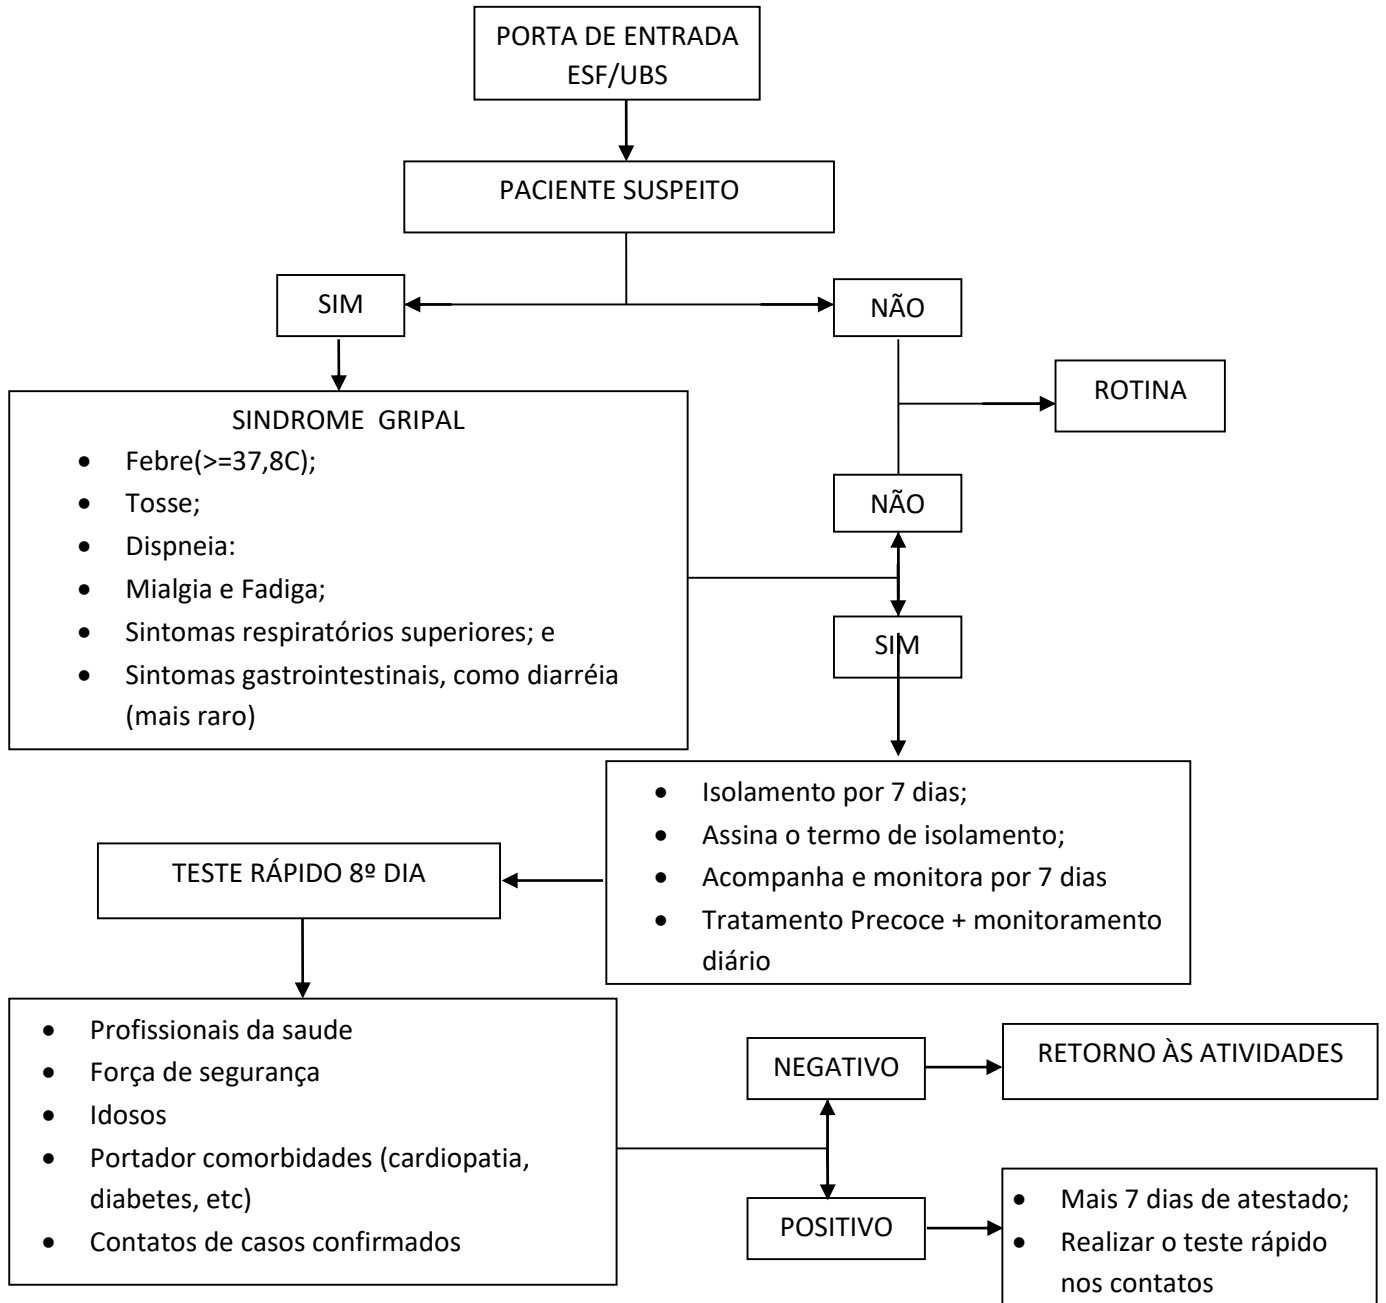 PORTA DE ENTRADA
ESF/UBS
PACIENTE SUSPEITO
SIM
NÃO
ROTINA
SINDROME GRIPAL
• Febre(>=37,8C);
• Tosse;
• Dispneia:
• Mialgia e Fadiga;
• Sintomas respiratórios superiores; e
• Sintomas gastrointestinais, como diarréia
(mais raro)
NÃO
SIM
• Isolamento por 7 dias;
• Assina o termo de isolamento;
• Acompanha e monitora por 7 dias
• Tratamento Precoce + monitoramento
diário
TESTE RÁPIDO 8º DIA
• Profissionais da saude
• Força de segurança
• Idosos
• Portador comorbidades (cardiopatia,
diabetes, etc)
• Contatos de casos confirmados
NEGATIVO
RETORNO ÀS ATIVIDADES
POSITIVO
• Mais 7 dias de atestado;
• Realizar o teste rápido
nos contatos